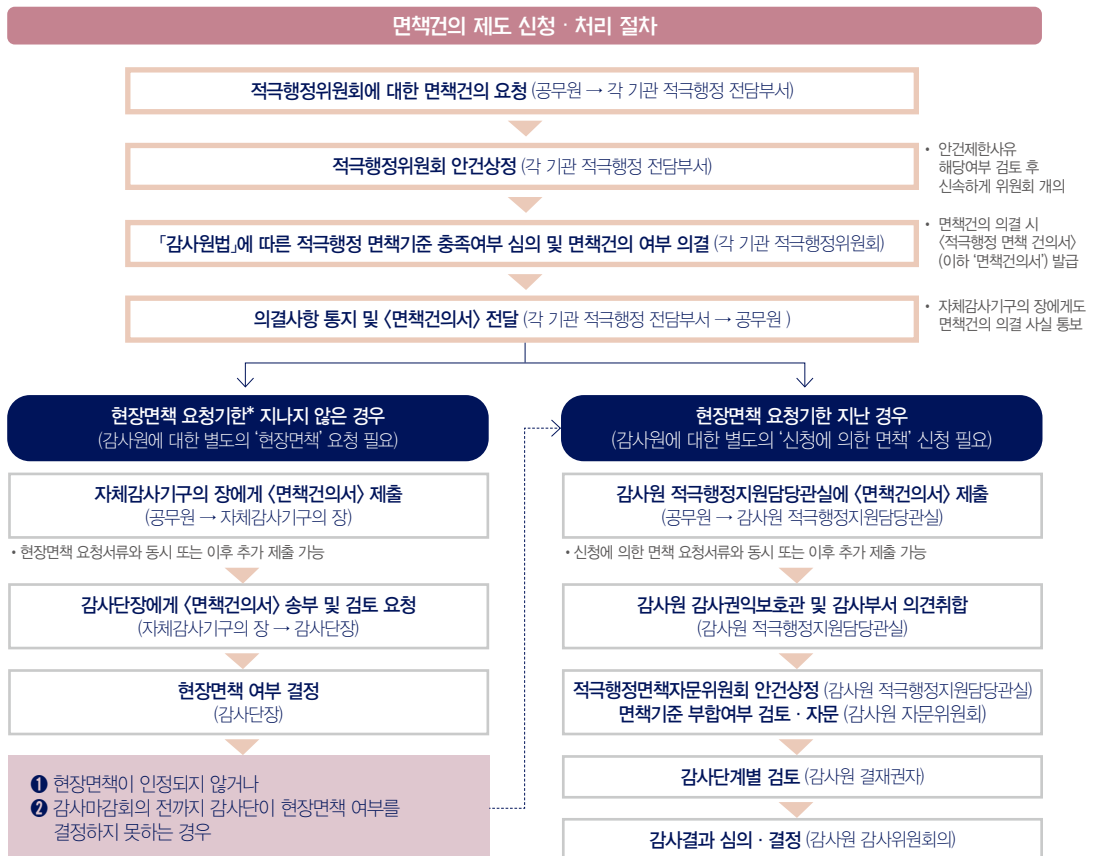 면책건의 제도 신청 · 처리 절차
적극행정위원회에 대한 면책건의 요청 (공무원 → 각 기관 적극행정 전담부서)
적극행정위원회 안건상정 (각 기관 적극행정 전담부서)
• 안건제한사유
해당여부 검토 후
신속하게 위원회 개의
「감사원법」에 따른 적극행정 면책기준 충족여부 심의 및 면책건의 여부 의결 (각 기관 적극행정위원회)
• 면책건의 의결 시
〈적극행정 면책 건의서〉
(이하 ‘면책건의서’) 발급
의결사항 통지 및 〈면책건의서〉 전달 (각 기관 적극행정 전담부서 → 공무원 )
• 자체감사기구의 장에게도
면책건의 의결 사실 통보
현장면책 요청기한* 지나지 않은 경우
(감사원에 대한 별도의 ‘현장면책’ 요청 필요)
자체감사기구의 장에게 〈면책건의서〉 제출
(공무원 → 자체감사기구의 장)
• 현장면책 요청서류와 동시 또는 이후 추가 제출 가능
감사단장에게 〈면책건의서〉 송부 및 검토 요청
(자체감사기구의 장 → 감사단장)
현장면책 여부 결정
(감사단장)
❶ 현장면책이 인정되지 않거나
❷ 감사마감회의 전까지 감사단이 현장면책 여부를
결정하지 못하는 경우
현장면책 요청기한 지난 경우
(감사원에 대한 별도의 ‘신청에 의한 면책’ 신청 필요)
감사원 적극행정지원담당관실에 〈면책건의서〉 제출
(공무원 → 감사원 적극행정지원담당관실)
• 신청에 의한 면책 요청서류와 동시 또는 이후 추가 제출 가능
감사원 감사권익보호관 및 감사부서 의견취합
(감사원 적극행정지원담당관실)
적극행정면책자문위원회 안건상정 (감사원 적극행정지원담당관실)
면책기준 부합여부 검토 · 자문 (감사원 자문위원회)
감사단계별 검토 (감사원 결재권자)
감사결과 심의 · 결정 (감사원 감사위원회의)